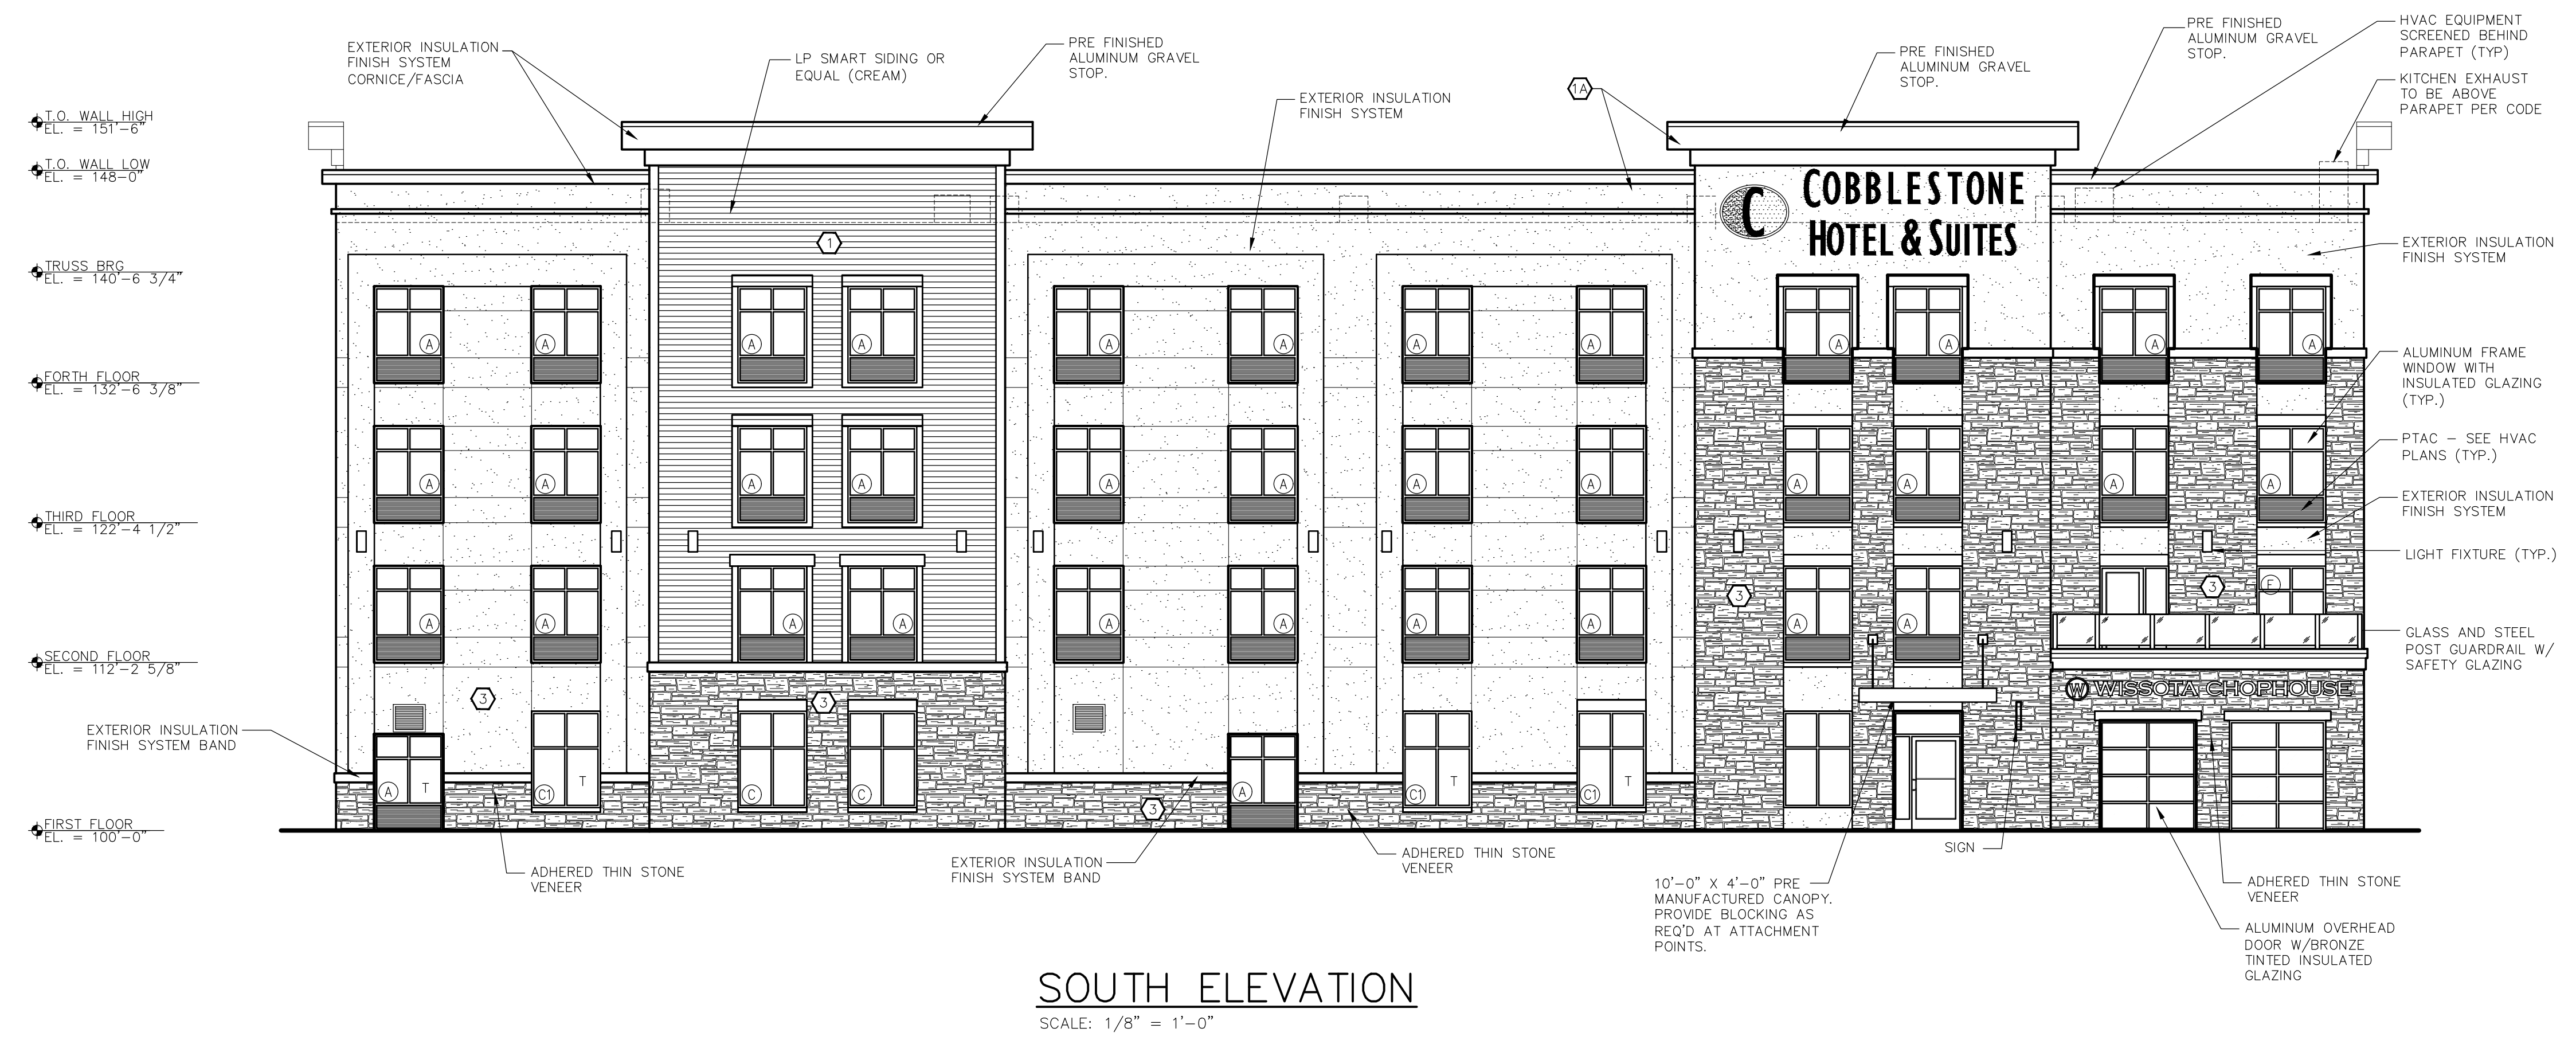 EXTERIOR INSULATION
FINISH SYSTEM
CORNICE/FASCIA
LP SMART SIDING OR
EQUAL (CREAM)
PRE FINISHED
ALUMINUM GRAVEL
STOP.
EXTERIOR INSULATION
FINISH SYSTEM
1A
PRE FINISHED
ALUMINUM GRAVEL
STOP.
PRE FINISHED
ALUMINUM GRAVEL
STOP.
HVAC EQUIPMENT
SCREENED BEHIND
PARAPET (TYP)
KITCHEN EXHAUST
TO BE ABOVE
PARAPET PER CODE
T.O. WALL HIGH
EL. = 151'-6"
T.O. WALL LOW
EL. = 148-0"
TRUSS BRG
EL. = 140'-6 3/4"
FORTH FLOOR
EL. = 132'-6 3/8"
THIRD FLOOR
EL. = 122'-4 1/2"
SECOND FLOOR
EL. = 112'-2 5/8"
FIRST FLOOR
EL. = 100'-0"
C
COBBLESTONE
HOTEL & SUITES
1
EXTERIOR INSULATION
FINISH SYSTEM
A A A A A A A A A A A A
ALUMINUM FRAME
WINDOW WITH
INSULATED GLAZING
(TYP.)
PTAC – SEE HVAC
PLANS (TYP.)
A A A A A A A A A A A A
EXTERIOR INSULATION
FINISH SYSTEM
LIGHT FIXTURE (TYP.)
3 3 F
A A A A A A A A A A
GLASS AND STEEL
POST GUARDRAIL W/
SAFETY GLAZING
3 3
W WISSOTA CHOPHOUSE
EXTERIOR INSULATION
FINISH SYSTEM BAND
A T C1 T C C 3 A C1 T C1 T
ADHERED THIN STONE
VENEER
EXTERIOR INSULATION
FINISH SYSTEM BAND
ADHERED THIN STONE
VENEER
10'-0" X 4'-0" PRE
MANUFACTURED CANOPY.
PROVIDE BLOCKING AS
REQ'D AT ATTACHMENT
POINTS.
SIGN
ADHERED THIN STONE
VENEER
ALUMINUM OVERHEAD
DOOR W/BRONZE
TINTED INSULATED
GLAZING
SOUTH ELEVATION
SCALE: 1/8" = 1'-0"